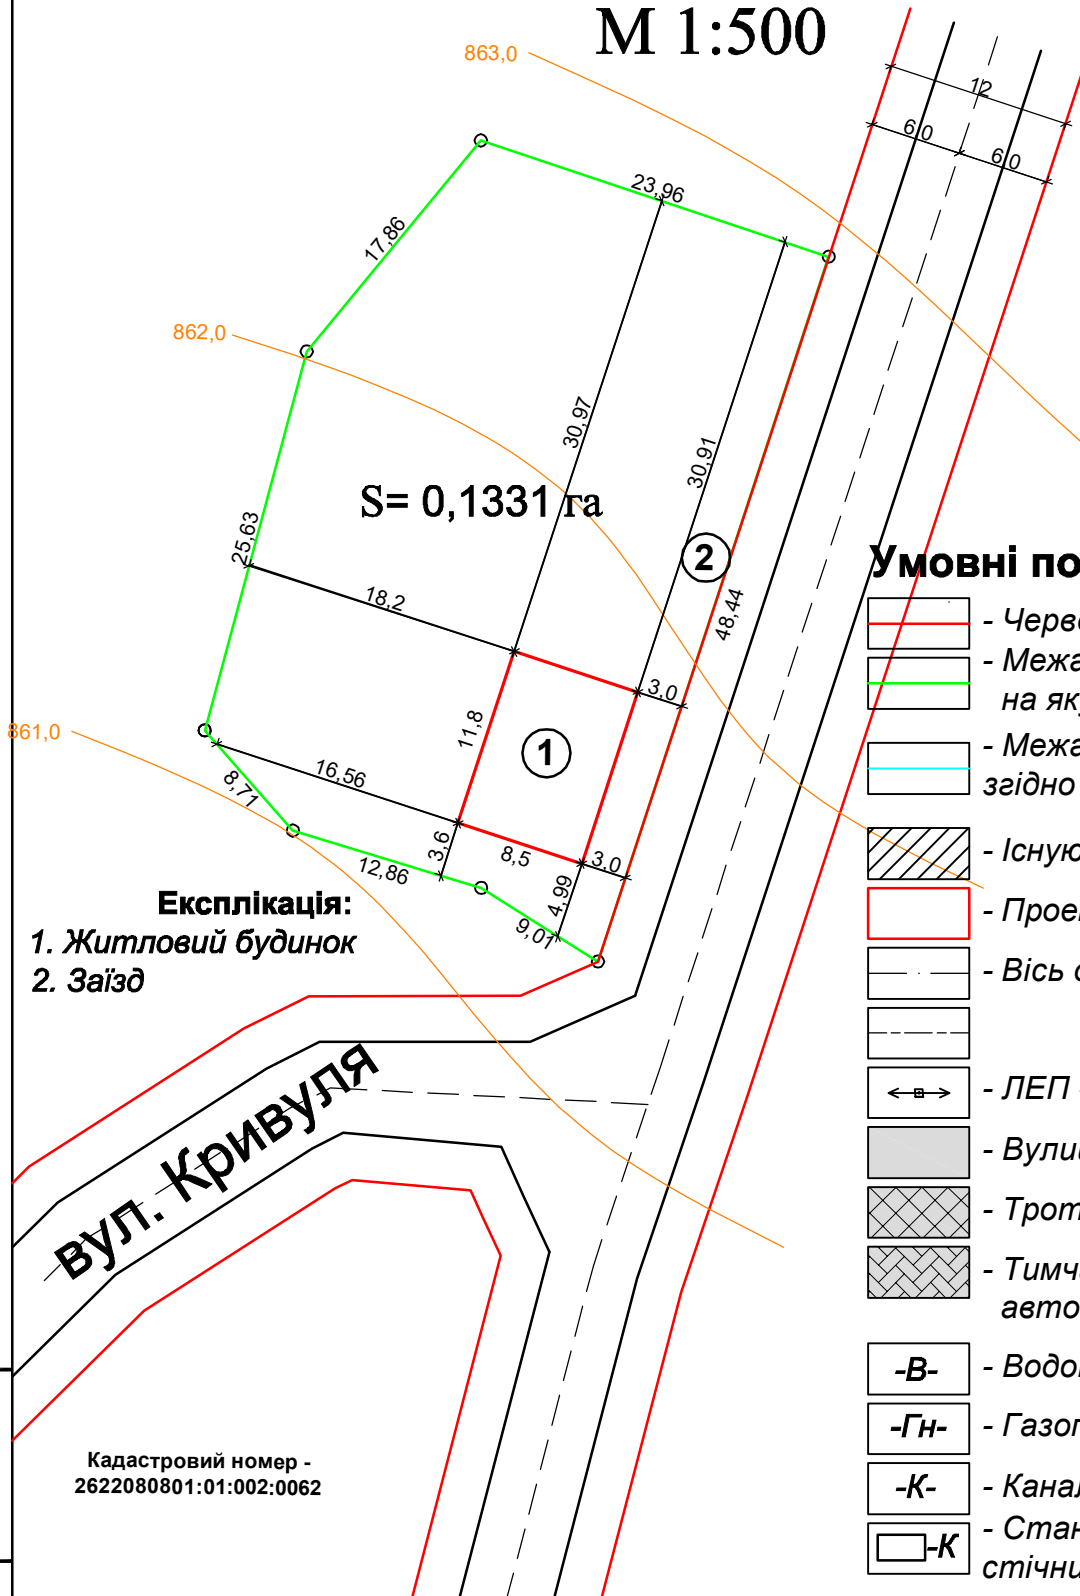 М 1:500
863,0
12
6,0
6,0
23,96
17,86
862,0
30,97
30,91
S= 0,1331 га
25,63
2
48,44
18,2
3,0
11,8
1
861,0
16,56
8,71
3,6
8,5
3,0
12,86
4,99
9,01
Експлікація:
1. Житловий будинок
2. Заїзд
вул. Кривуля
Кадастровий номер -
2622080801:01:002:0062
Умовні по
- Черв
- Межа
на як
- Межа
згідно
- Існую
- Прое
- Вісь
- ЛЕП
- Вули
- Трот
- Тимч
авто
-В- - Водо
-Гн- - Газо
-К- - Канал
-К - Стан
стічни